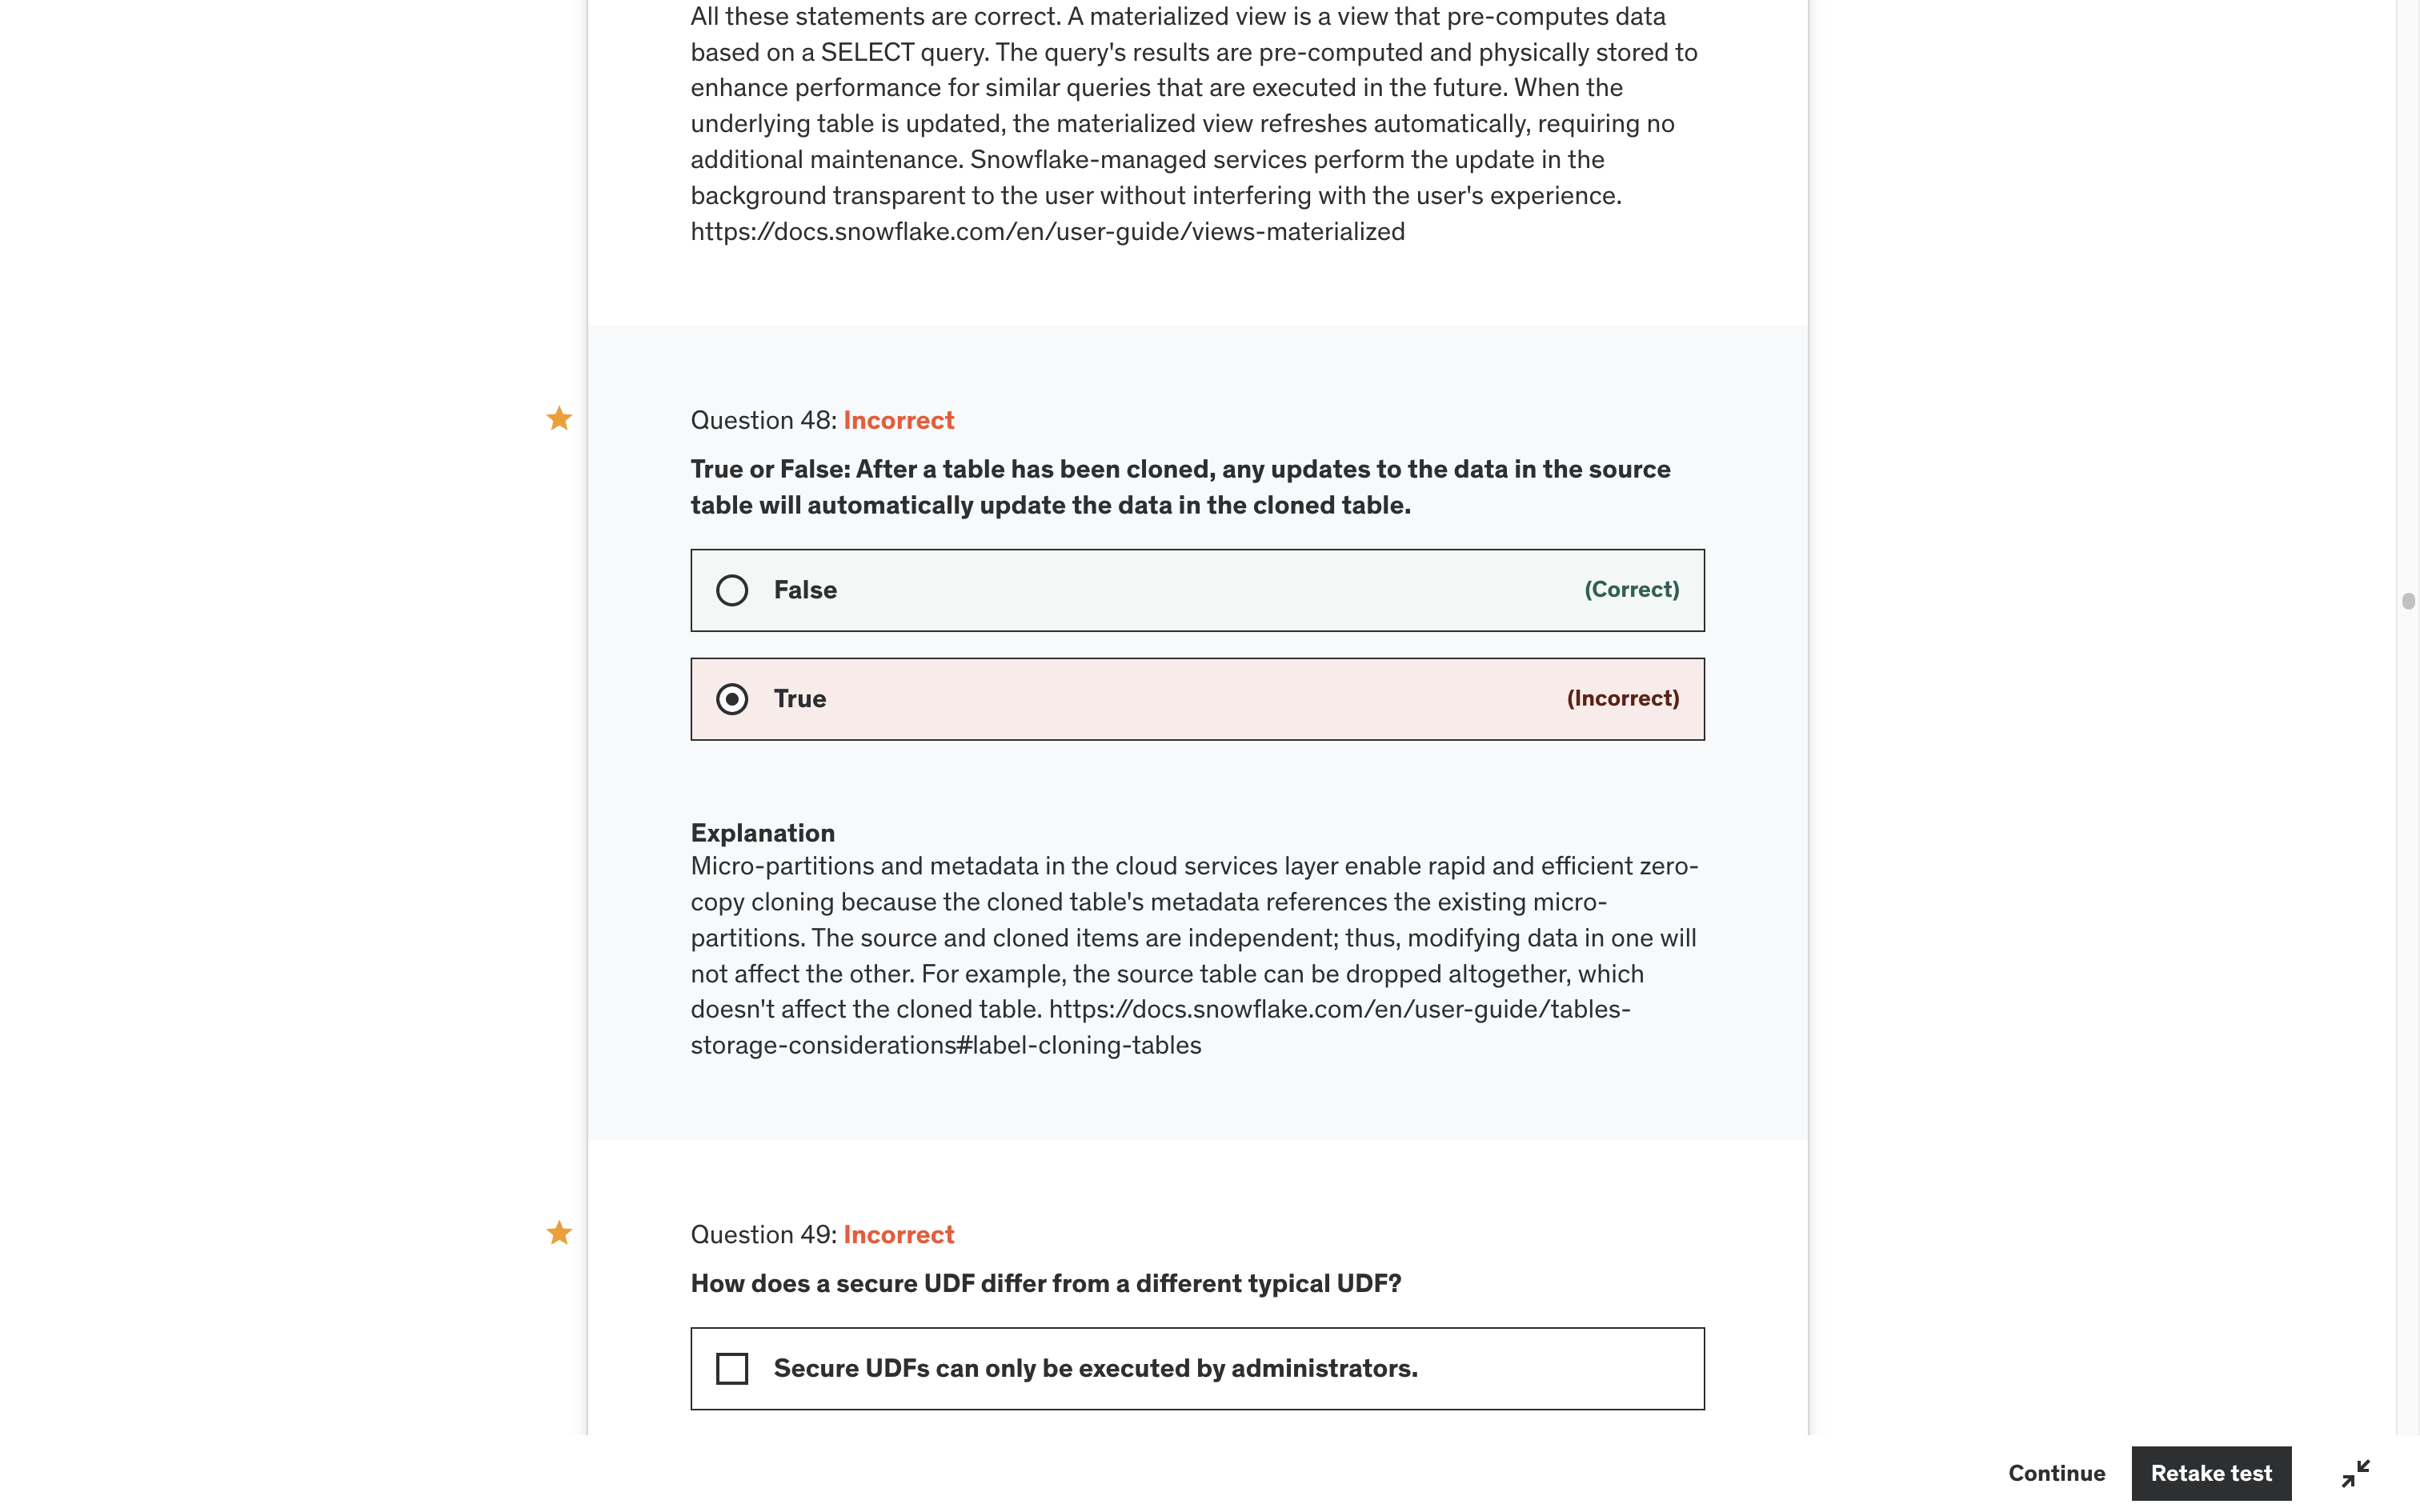 All these statements are correct. A materialized view is a view that pre-computes data
based on a SELECT query. The query's results are pre-computed and physically stored to
enhance performance for similar queries that are executed in the future. When the
underlying table is updated, the materialized view refreshes automatically, requiring no
additional maintenance. Snowflake-managed services perform the update in the
background transparent to the user without interfering with the user's experience.
https://docs.snowflake.com/en/user-guide/views-materialized
Question 48: Incorrect
True or False: After a table has been cloned, any updates to the data in the source
table will automatically update the data in the cloned table.
False (Correct)
True (Incorrect)
Explanation
Micro-partitions and metadata in the cloud services layer enable rapid and efficient zero-
copy cloning because the cloned table's metadata references the existing micro-
partitions. The source and cloned items are independent; thus, modifying data in one will
not affect the other. For example, the source table can be dropped altogether, which
doesn't affect the cloned table. https://docs.snowflake.com/en/user-guide/tables-
storage-considerations#label-cloning-tables
Question 49: Incorrect
How does a secure UDF differ from a different typical UDF?
Secure UDFs can only be executed by administrators.
Continue
Retake test